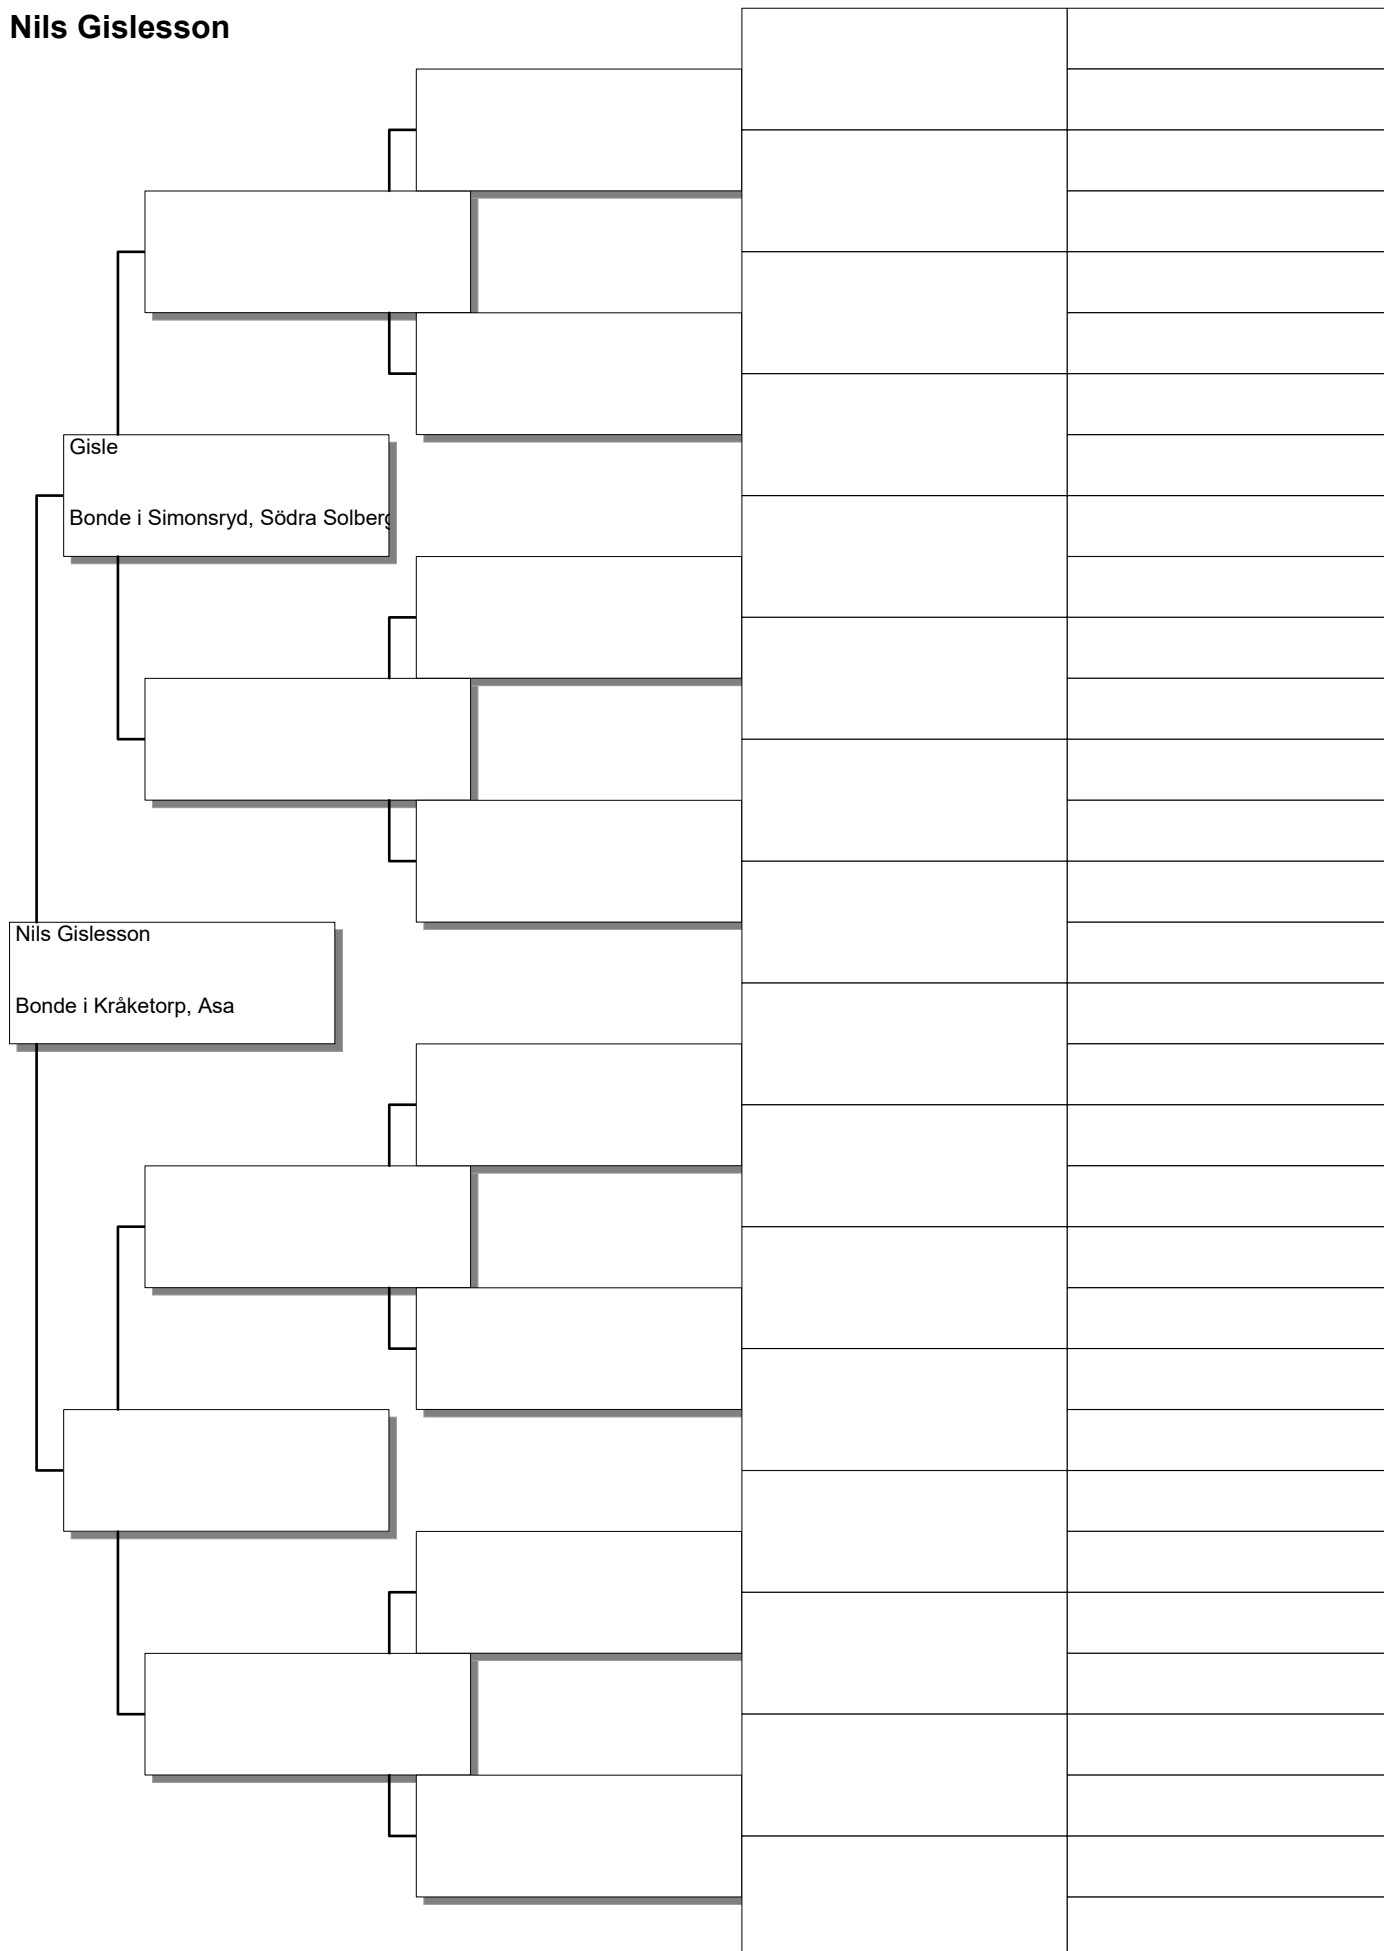 Nils Gislesson
Gisle
Bonde i Simonsryd, Södra Solberg
Nils Gislesson
Bonde i Kråketorp, Asa